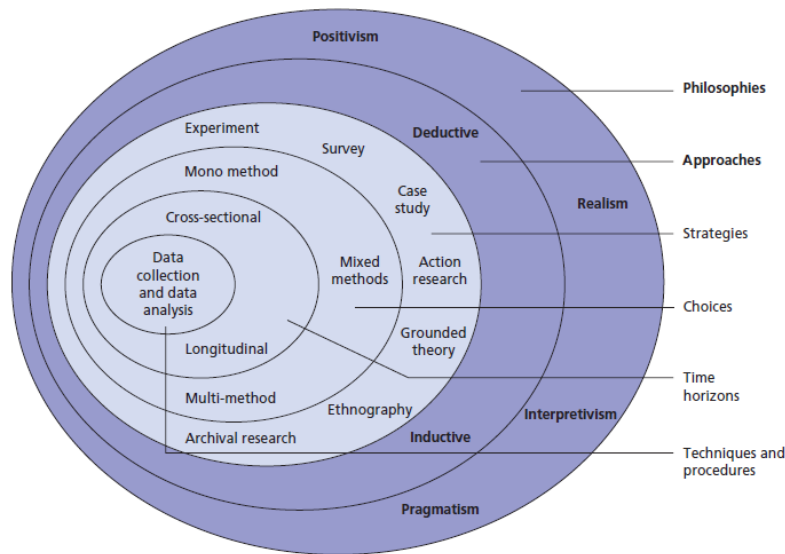 Positivism
Philosophies
Experiment
Deductive
Survey
Approaches
Mono method
Case
study
Realism
Cross-sectional
Strategies
Data
collection
and data
analysis
Mixed
methods
Action
research
Choices
Grounded
theory
Longitudinal
Time
horizons
Multi-method
Ethnography
Interpretivism
Archival research
Inductive
Techniques and
procedures
Pragmatism